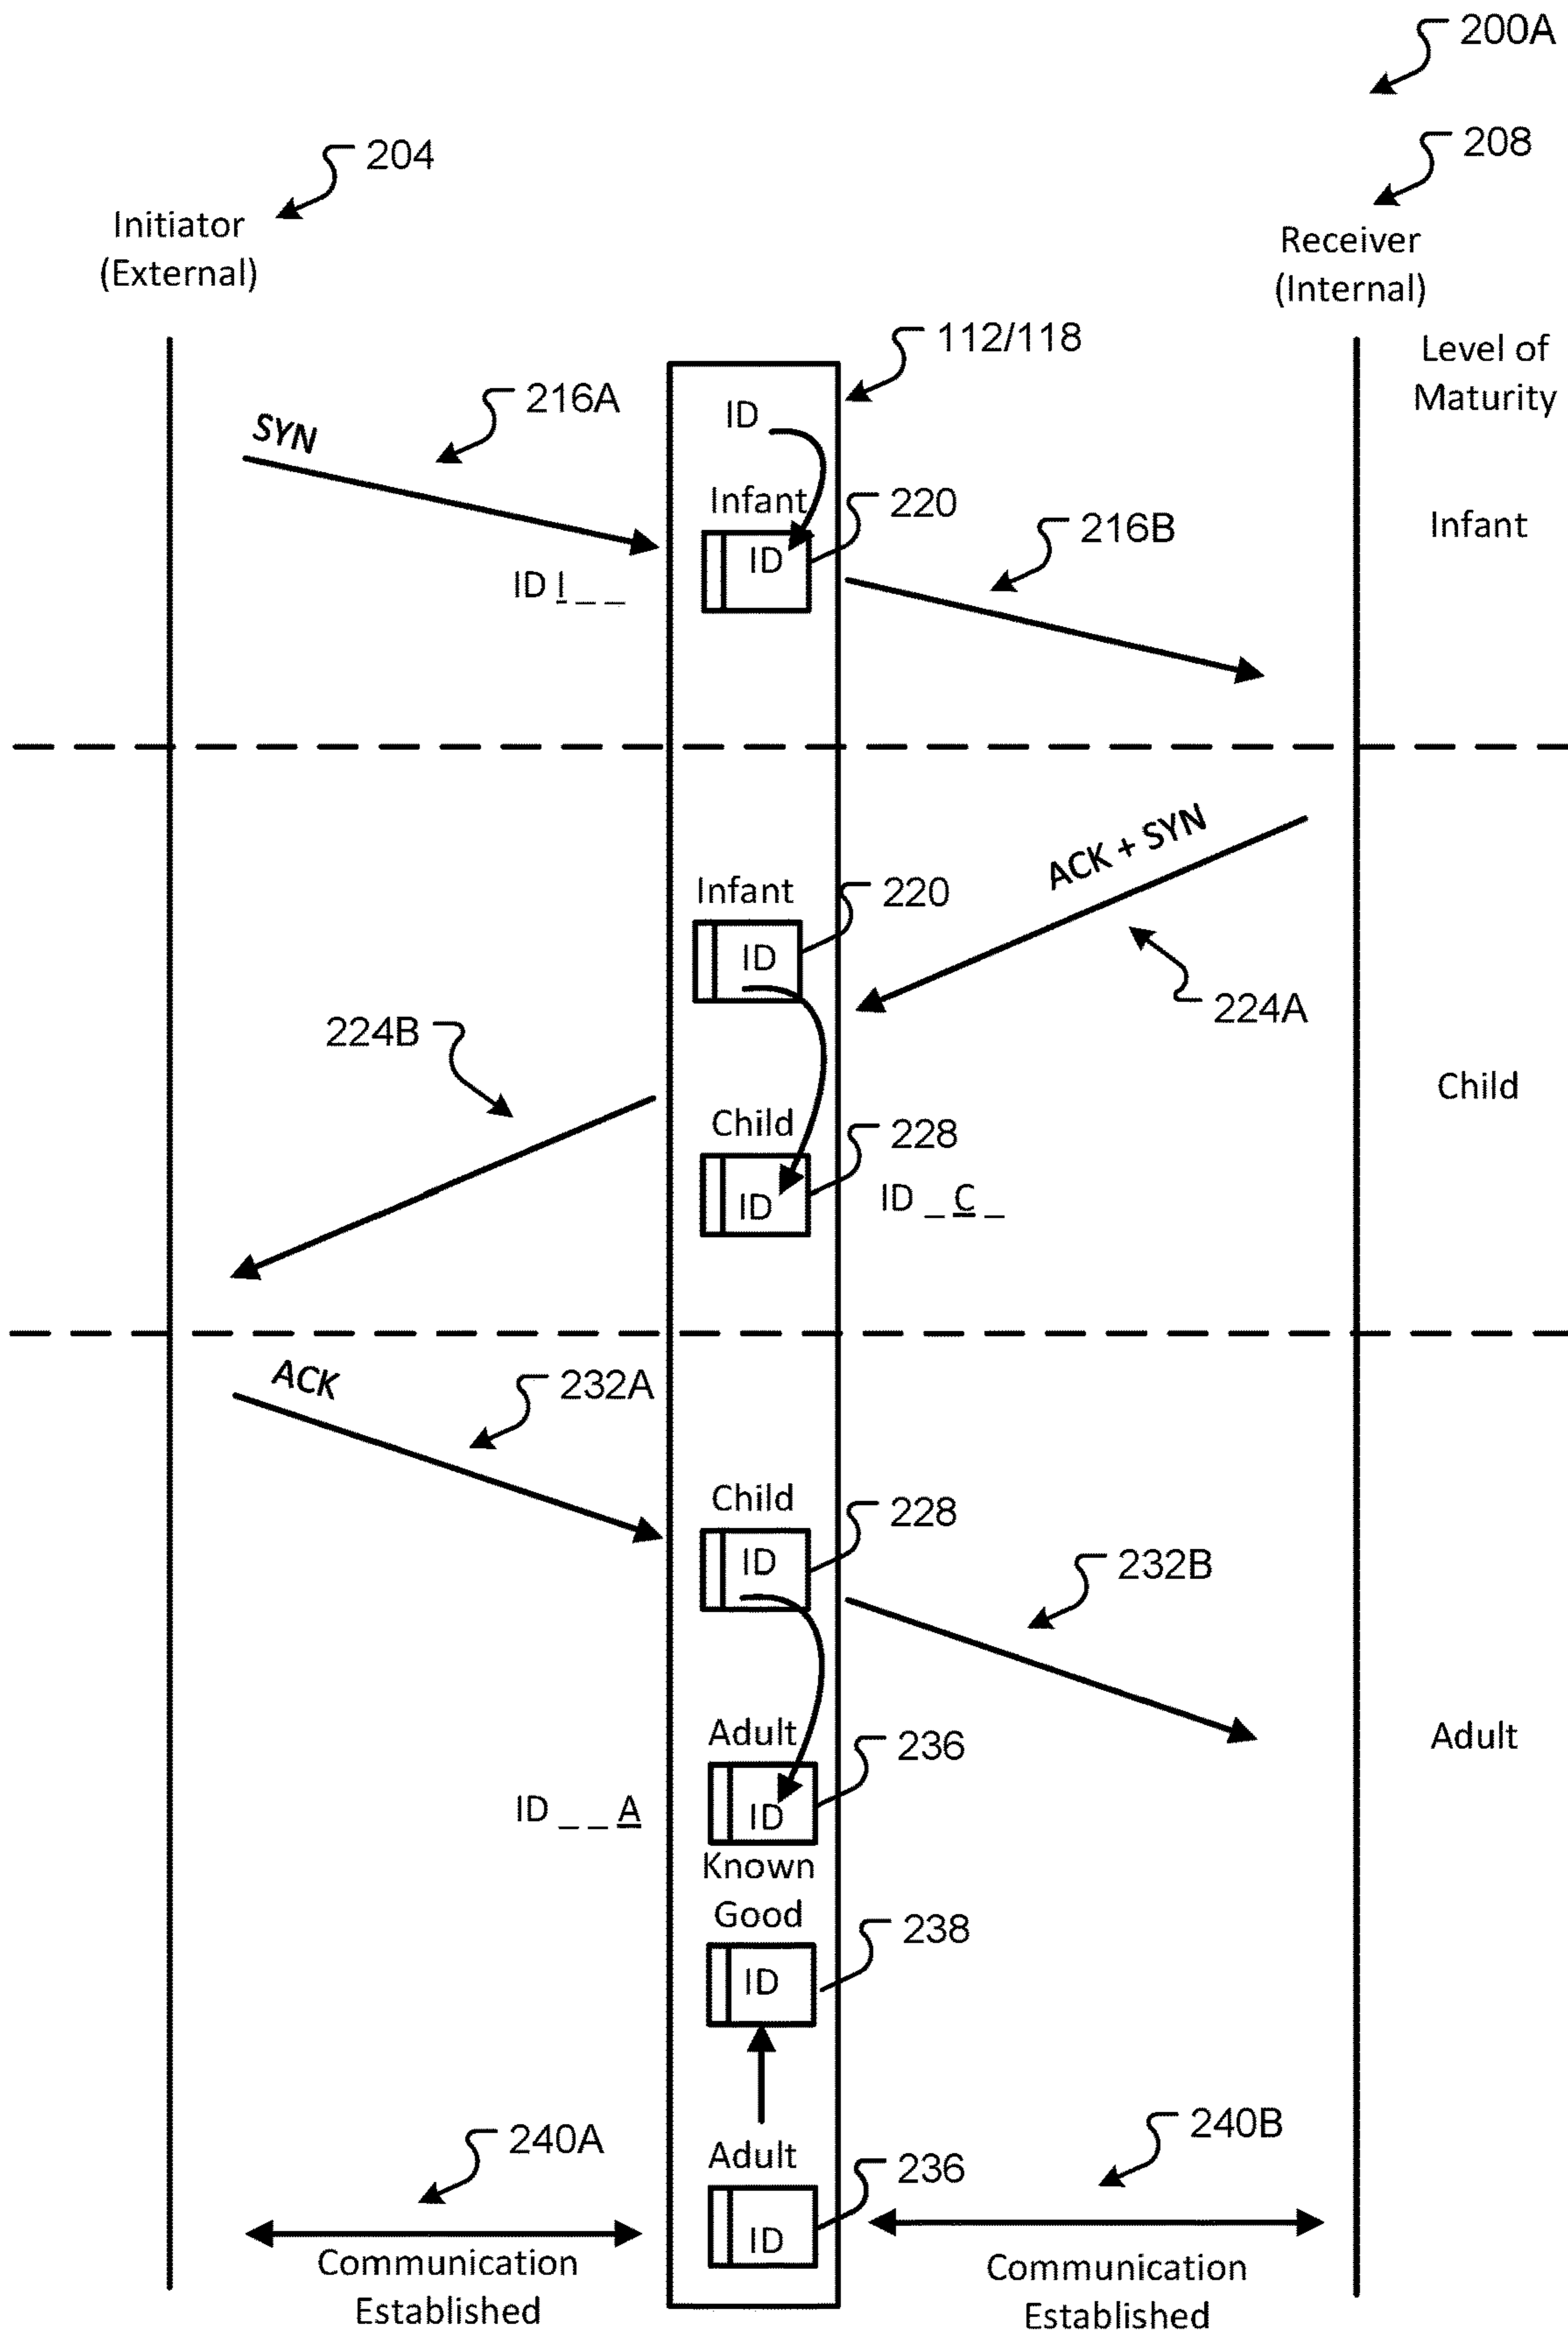 200A
204
208
Initiator
(External)
Receiver
(Internal)
112/118
Level of
Maturity
216A
SYN
ID
Infant
220
216B
Infant
ID
ID I _ _
ACK + SYN
Infant
220
ID
224A
224B
Child
Child
228
ID
ID _ C _
ACK
232A
Child
228
ID
232B
Adult
236
Adult
ID
ID _ _ A
Known
Good
238
ID
240A
240B
Adult
236
ID
Communication
Established
Communication
Established